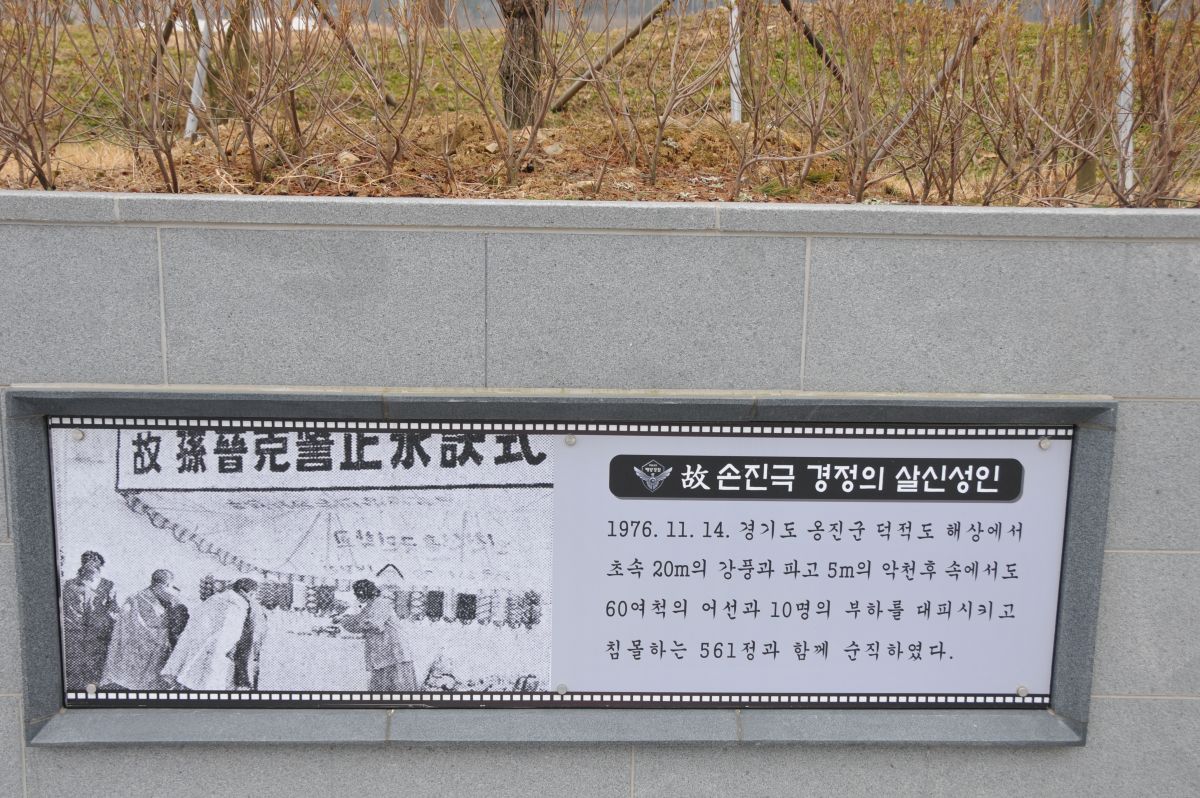 故 孫晉克警正永訣式
해양경찰
故 손진극 경정의 살신성인
1976. 11. 14. 경기도 옹진군 덕적도 해상에서
초속 20m의 강풍과 파고 5m의 악천후 속에서도
60여척의 어선과 10명의 부하를 대피시키고
침몰하는 561정과 함께 순직하였다.